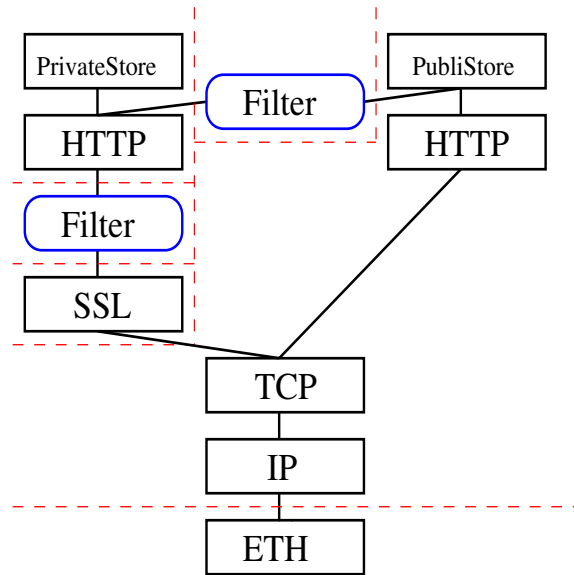 PrivateStore
PubliStore
Filter
HTTP
HTTP
Filter
SSL
TCP
IP
ETH